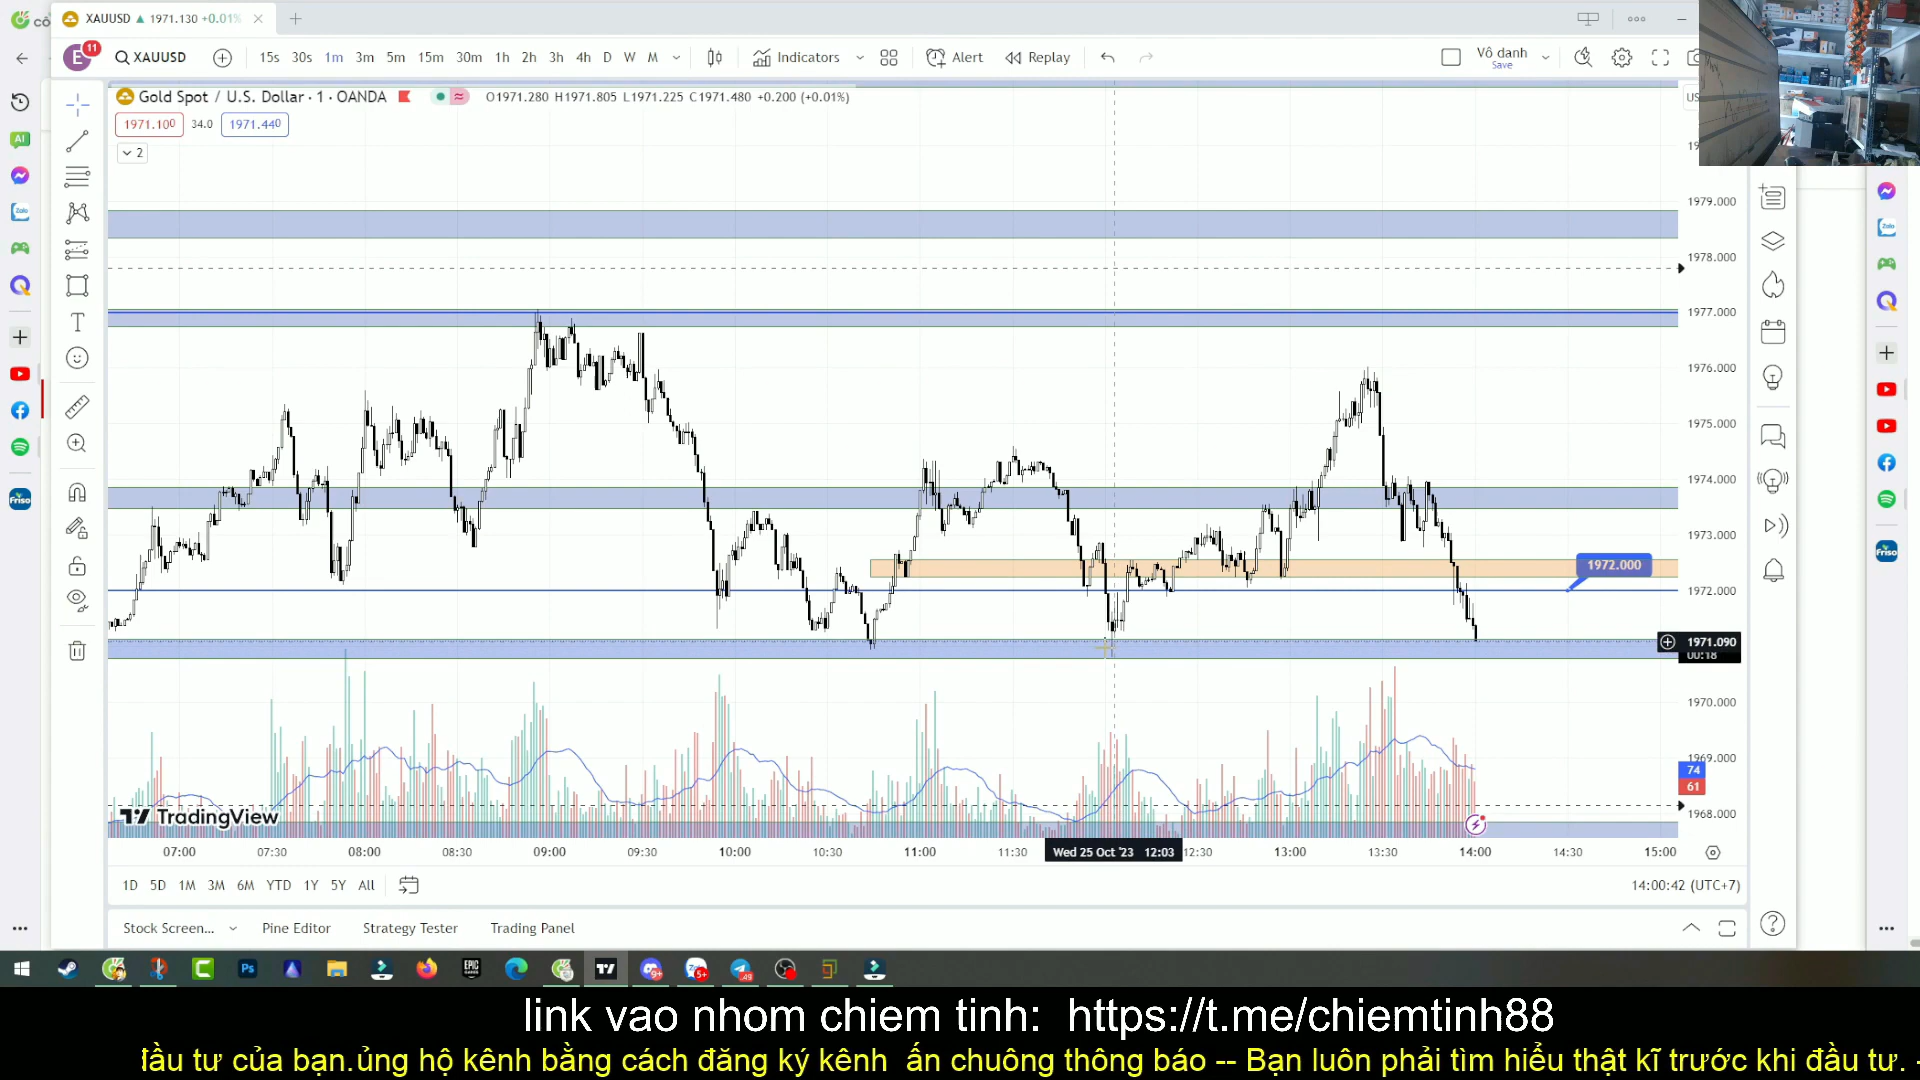 XAUUSD ▲ 1971.130 +0.01%
E 11 XAUUSD 15s 30s 1m 3m 5m 15m 30m 1h 2h 3h 4h D W M Indicators Alert Replay Vô danh
Save
Gold Spot / U.S. Dollar · 1 · OANDA O1971.280 H1971.805 L1971.225 C1971.480 +0.200 (+0.01%)
1971.100 34.0 1971.440
2
1979.000
1978.000
1977.000
1976.000
1975.000
1974.000
1973.000
1972.000
1972.000
1971.090
00:18
1970.000
1969.000
74
61
1968.000
TradingView
07:00 07:30 08:00 08:30 09:00 09:30 10:00 10:30 11:00 11:30 Wed 25 Oct '23 12:03 12:30 13:00 13:30 14:00 14:30 15:00
1D 5D 1M 3M 6M YTD 1Y 5Y All 14:00:42 (UTC+7)
Stock Screen... Pine Editor Strategy Tester Trading Panel
link vao nhom chiem tinh: https://t.me/chiemtinh88
đầu tư của bạn.ủng hộ kênh bằng cách đăng ký kênh ấn chuông thông báo -- Bạn luôn phải tìm hiểu thật kĩ trước khi đầu tư. -